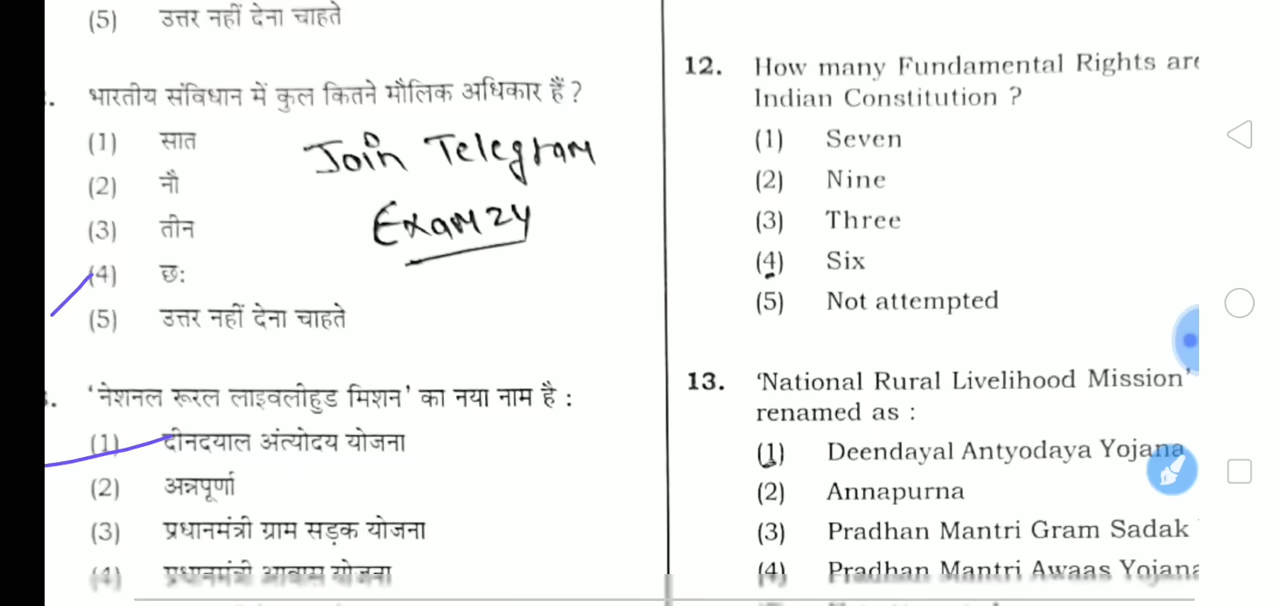 (5) उत्तर नहीं देना चाहते
. भारतीय संविधान में कुल कितने मौलिक अधिकार हैं ?
(1) सात
(2) नौ
(3) तीन
(4) छः
(5) उत्तर नहीं देना चाहते
Join Telegram
Exam24
. 'नेशनल रूरल लाइवलीहुड मिशन' का नया नाम है :
(1) दीनदयाल अंत्योदय योजना
(2) अन्नपूर्णा
(3) प्रधानमंत्री ग्राम सड़क योजना
(4) प्रधानमंत्री आवास योजना
12. How many Fundamental Rights are
Indian Constitution ?
(1) Seven
(2) Nine
(3) Three
(4) Six
(5) Not attempted
13. 'National Rural Livelihood Mission'
renamed as :
(1) Deendayal Antyodaya Yojana
(2) Annapurna
(3) Pradhan Mantri Gram Sadak
(4) Pradhan Mantri Awaas Yojana